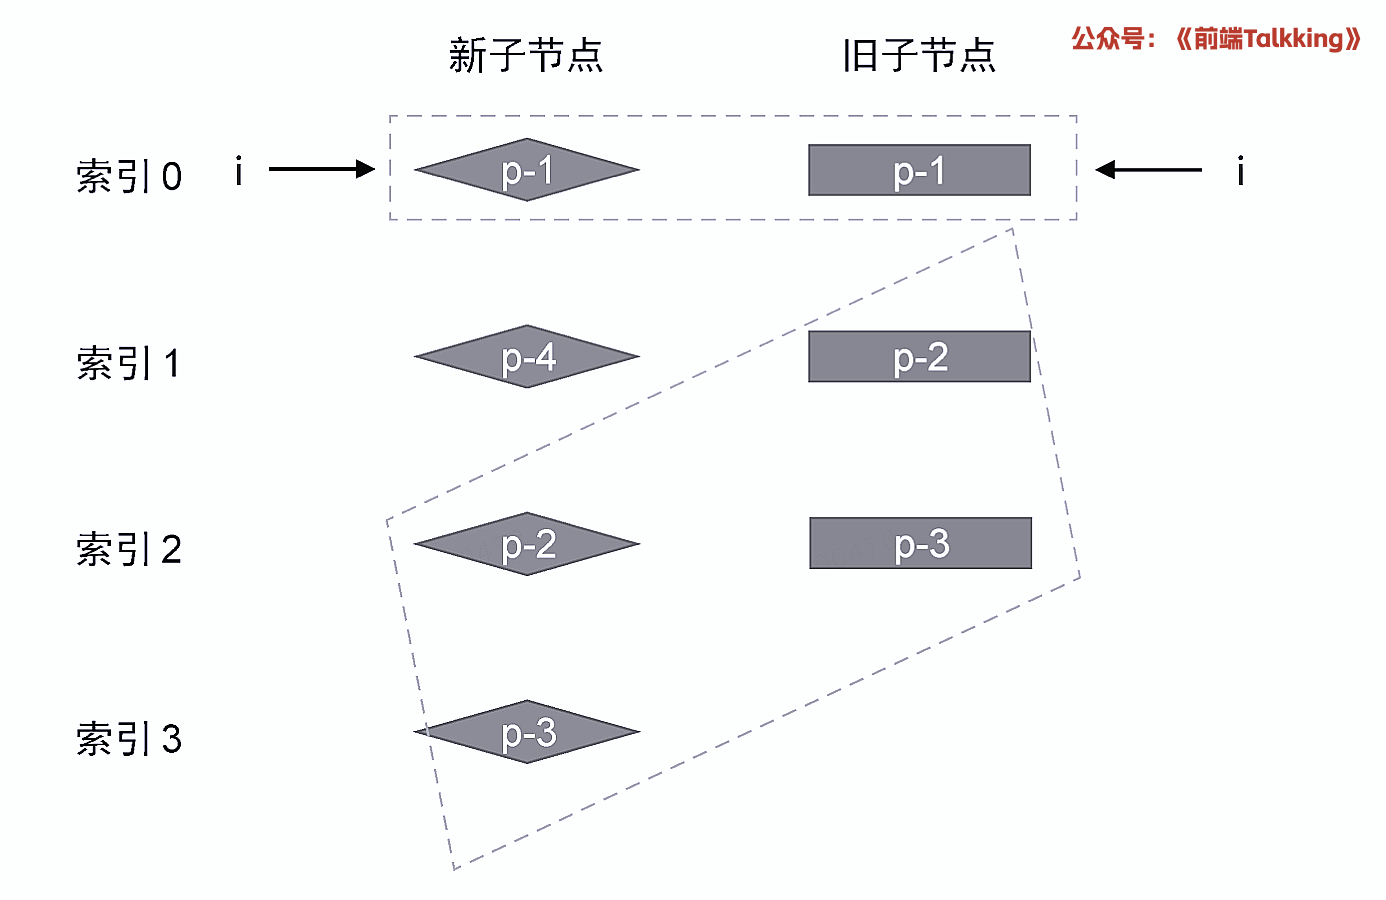 公众号：《前端Talkking》
新子节点 旧子节点
索引 0 i p-1 p-1 i
索引 1 p-4 p-2
索引 2 p-2 p-3
索引 3 p-3